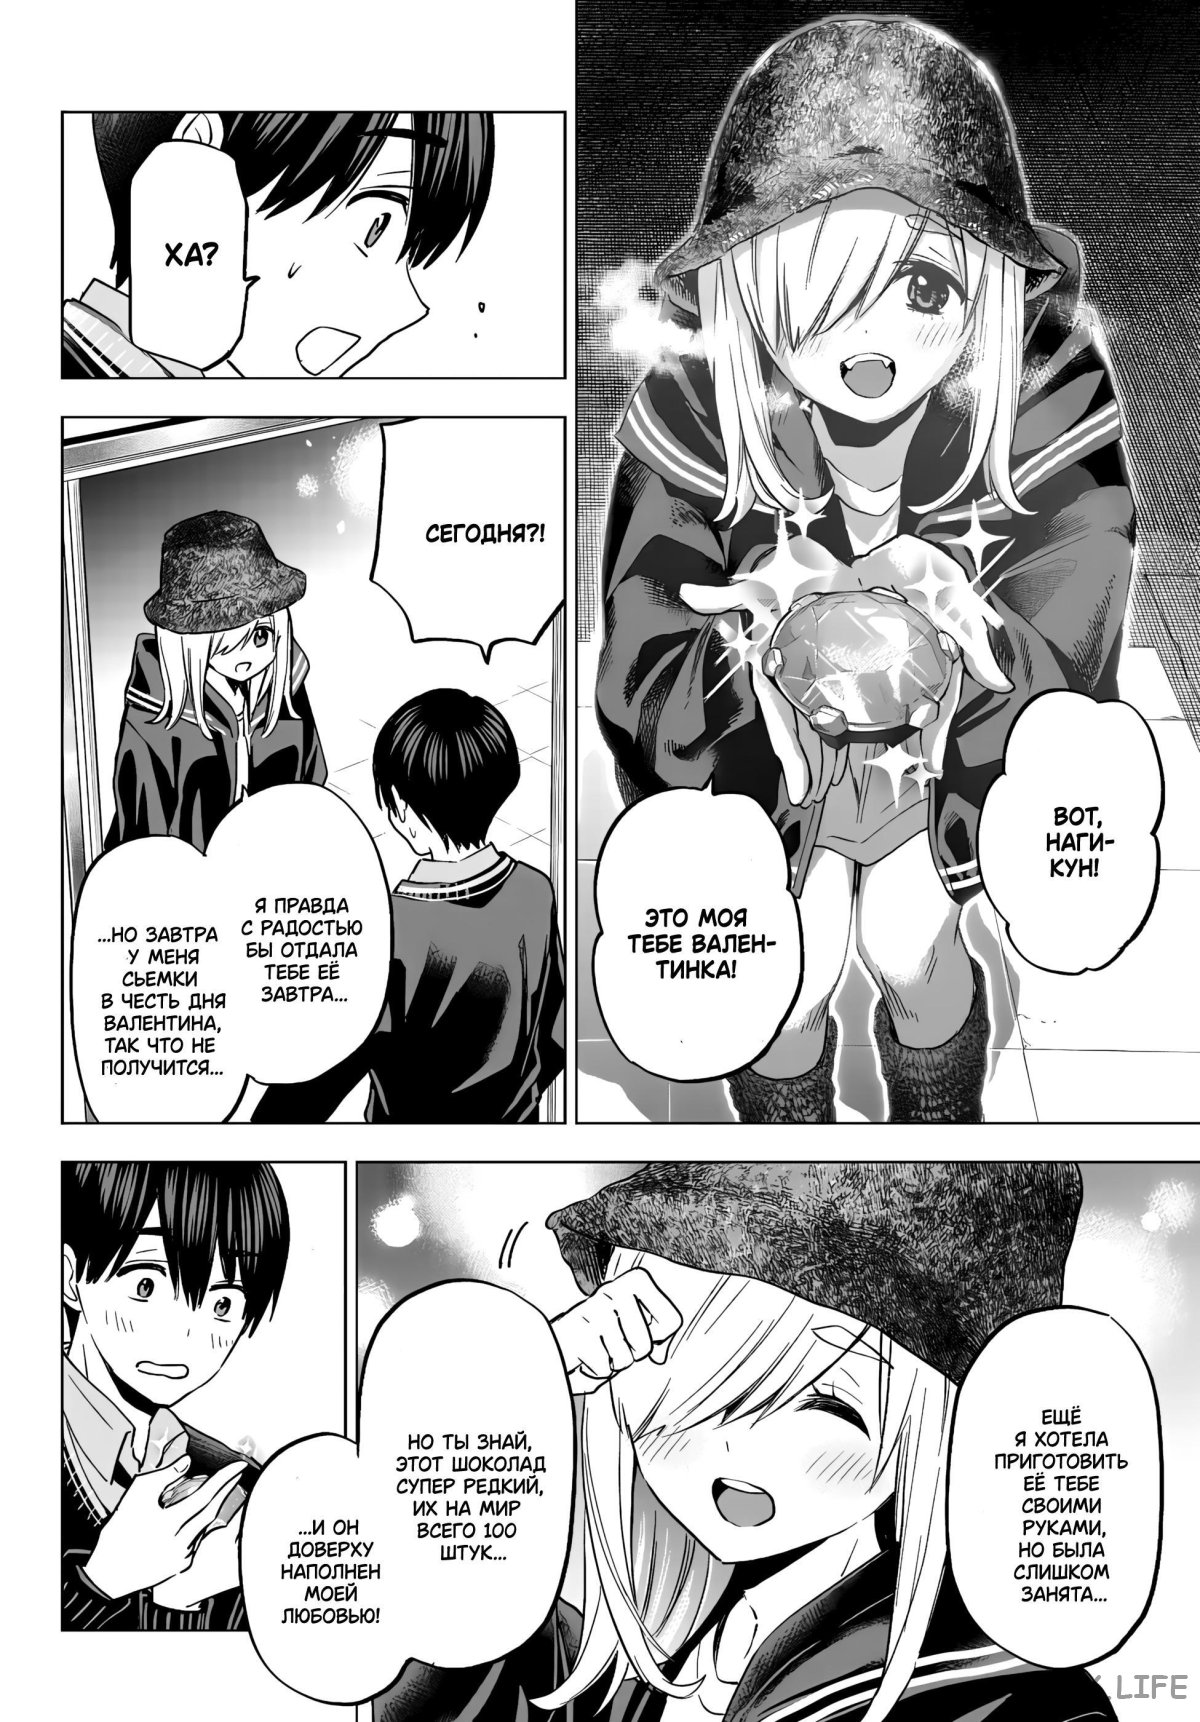 ВОТ,
НАГИ-
КУН!
ЭТО МОЯ
ТЕБЕ ВАЛЕН-
ТИНКА!
ХА?
СЕГОДНЯ?!
Я ПРАВДА
С РАДОСТЬЮ
БЫ ОТДАЛА
ТЕБЕ ЕЁ
ЗАВТРА...
...НО ЗАВТРА
У МЕНЯ
СЬЕМКИ
В ЧЕСТЬ ДНЯ
ВАЛЕНТИНА,
ТАК ЧТО НЕ
ПОЛУЧИТСЯ...
ЕЩЁ
Я ХОТЕЛА
ПРИГОТОВИТЬ
ЕЁ ТЕБЕ
СВОИМИ
РУКАМИ,
НО БЫЛА
СЛИШКОМ
ЗАНЯТА...
НО ТЫ ЗНАЙ,
ЭТОТ ШОКОЛАД
СУПЕР РЕДКИЙ,
ИХ НА МИР
ВСЕГО 100
ШТУК...
...И ОН
ДОВЕРХУ
НАПОЛНЕН
МОЕЙ
ЛЮБОВЬЮ!
.LIFE